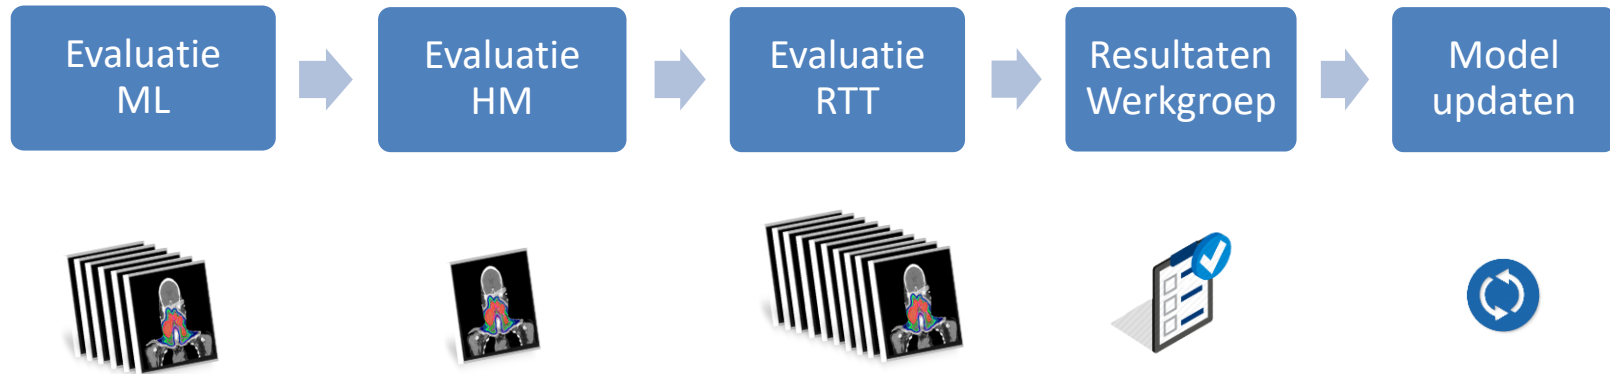 Evaluatie
ML
Evaluatie
HM
Evaluatie
RTT
Resultaten
Werkgroep
Model
updaten